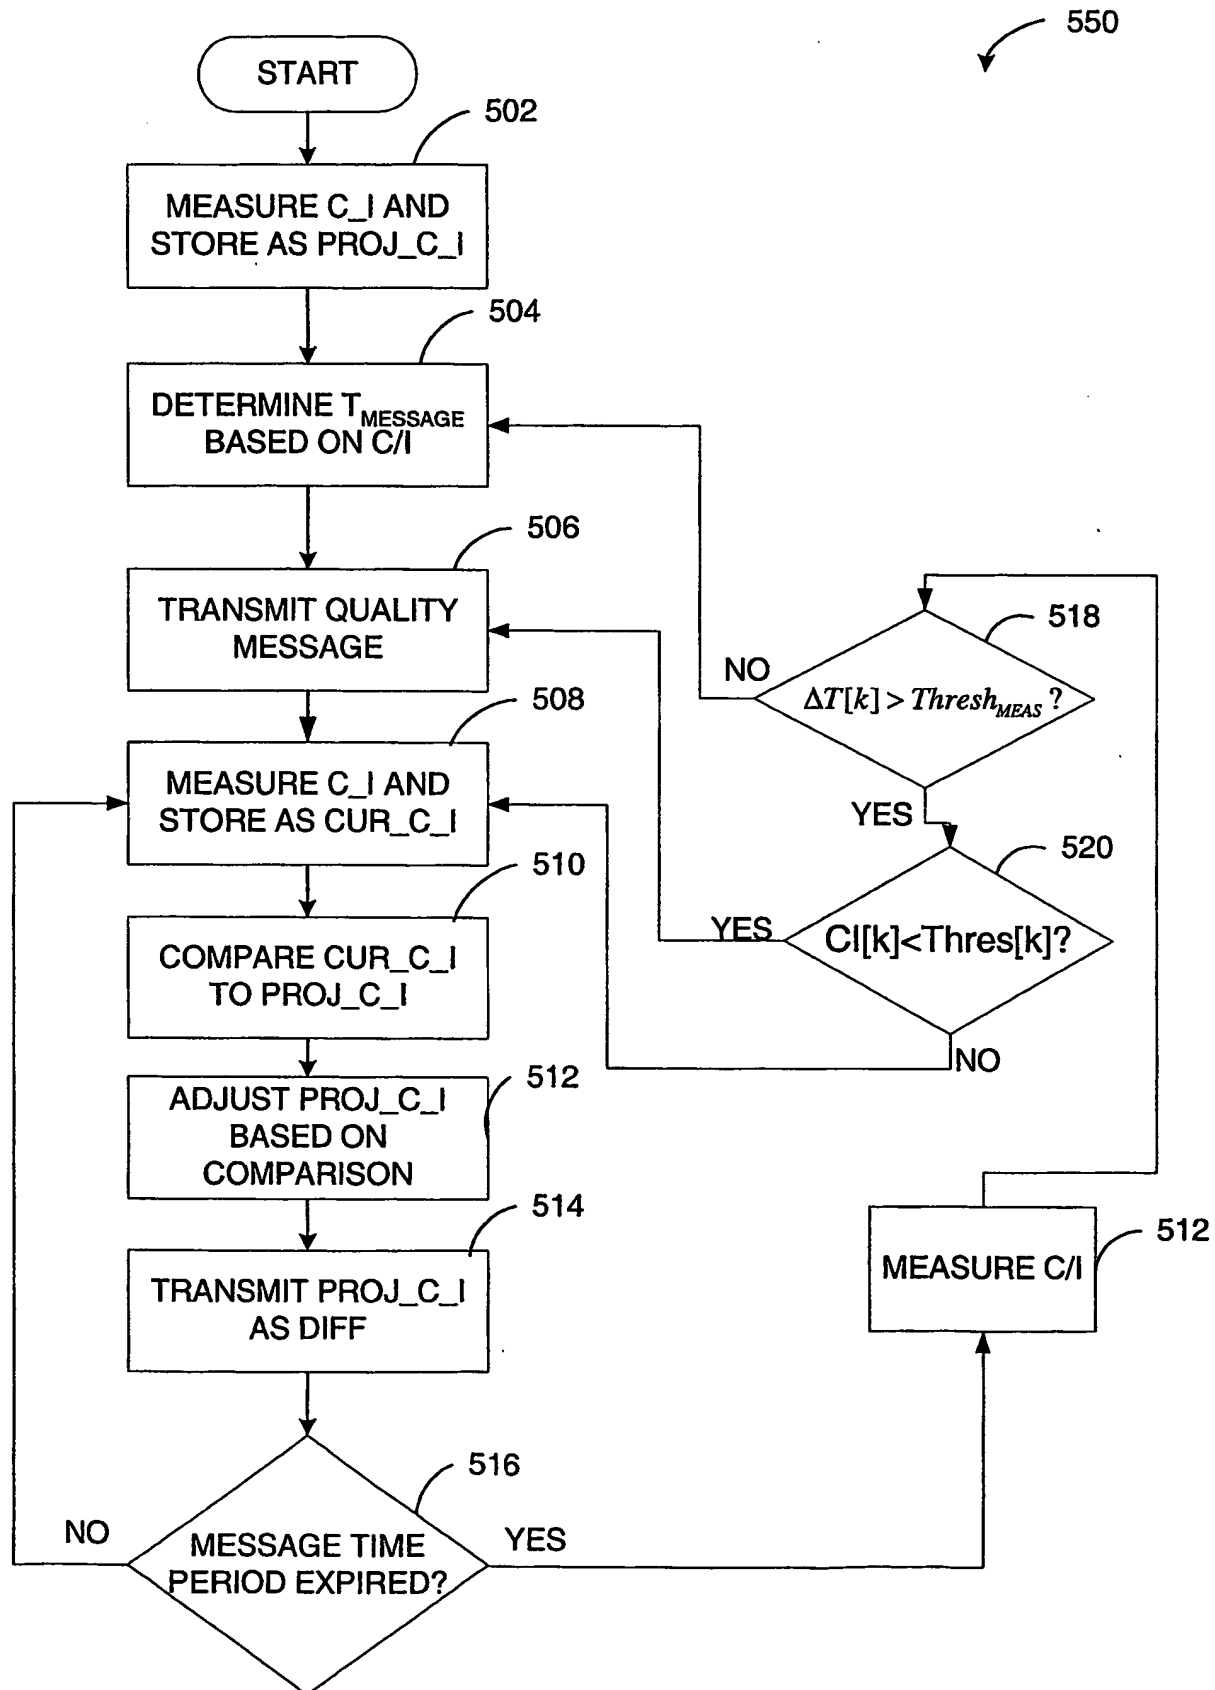 550
START
502
MEASURE C_I AND
STORE AS PROJ_C_I
504
DETERMINE T_MESSAGE
BASED ON C/I
506
TRANSMIT QUALITY
MESSAGE
508
MEASURE C_I AND
STORE AS CUR_C_I
510
COMPARE CUR_C_I
TO PROJ_C_I
512
ADJUST PROJ_C_I
BASED ON
COMPARISON
514
TRANSMIT PROJ_C_I
AS DIFF
516
MESSAGE TIME
PERIOD EXPIRED?
NO
YES
512
MEASURE C/I
518
ΔT[k] > Thresh_MEAS ?
NO
YES
520
CI[k]<Thres[k]?
YES
NO